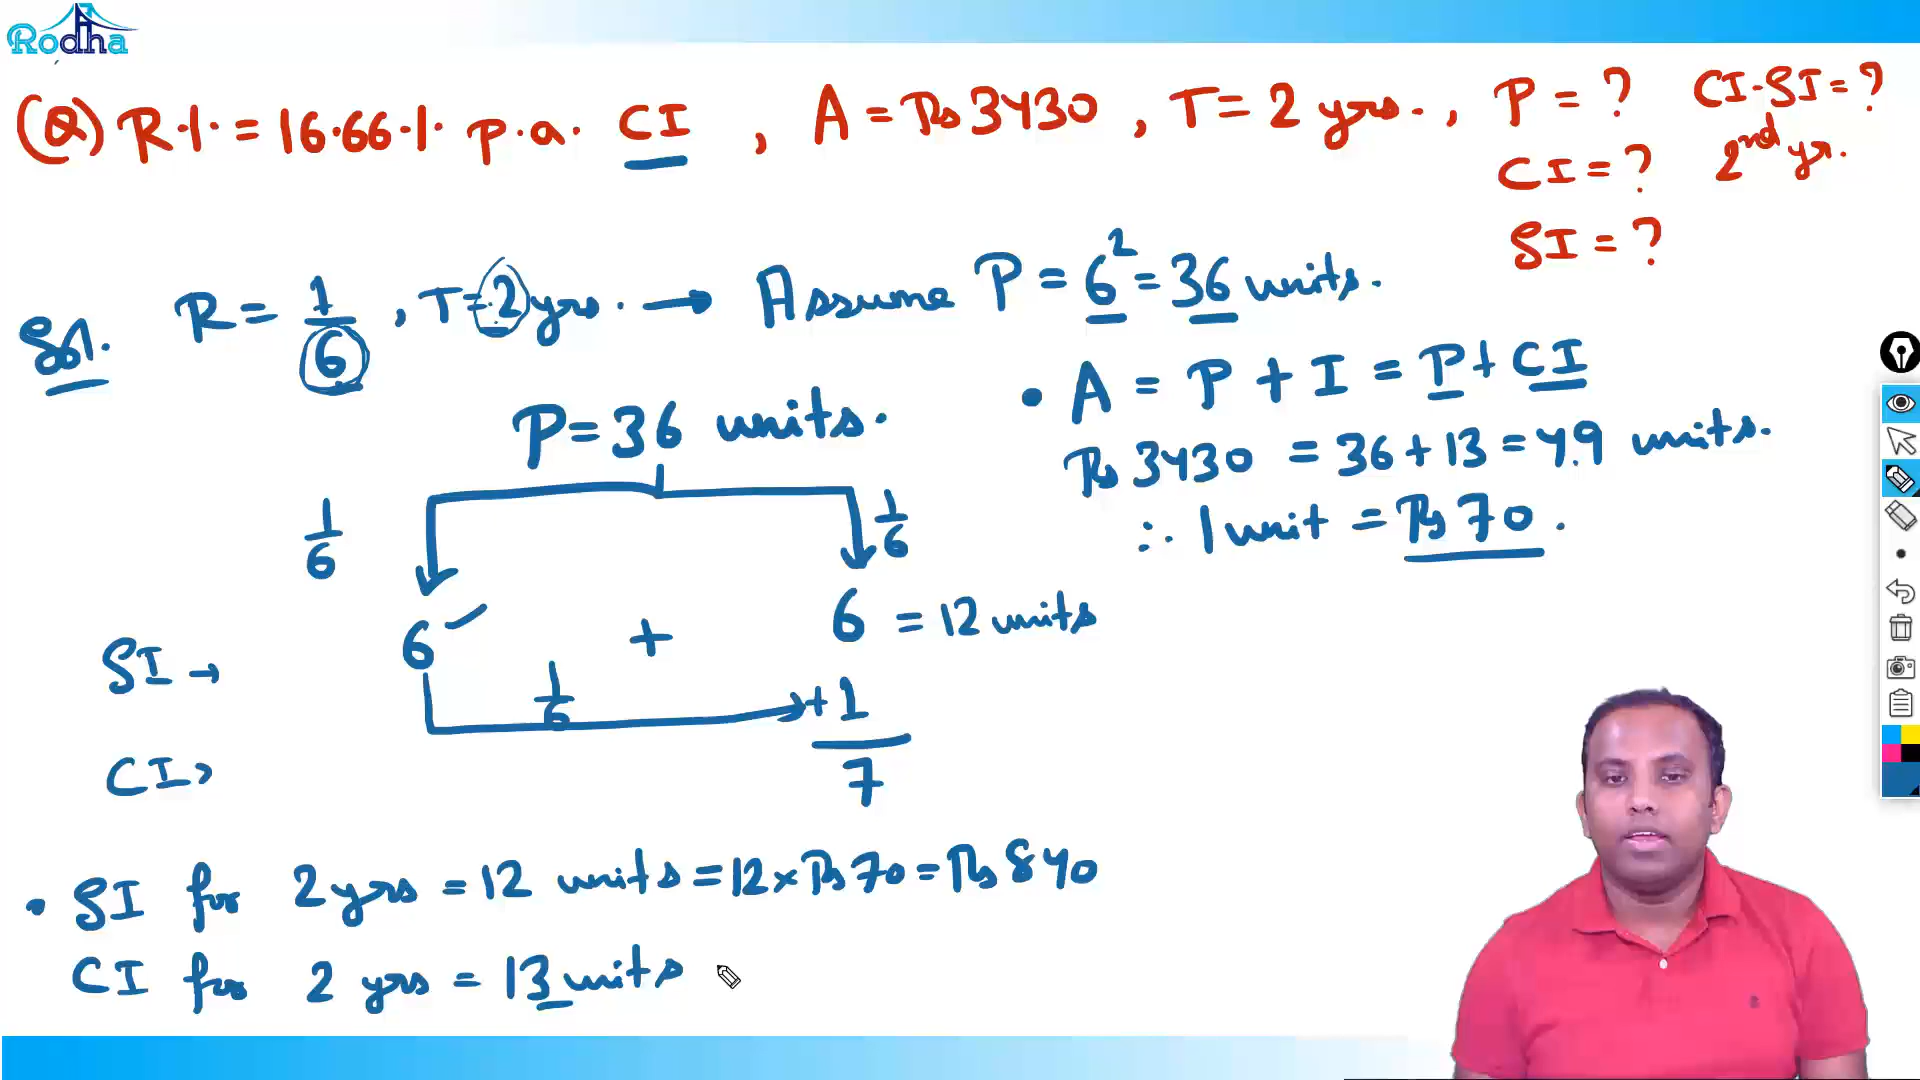 Rodha
(Q) R.%. = 16.66.%. p.a. CI , A = Rs 3430 , T = 2 yrs. , P = ? CI-SI = ?
2nd yr.
CI = ?
SI = ?
Sol. R = 1/6 , T = 2 yrs. → Assume P = 6² = 36 units.
• A = P + I = P + CI
P = 36 units.
Rs 3430 = 36 + 13 = 49 units.
1/6 1/6
∴ 1 unit = Rs 70 .
SI → 6 + 6 = 12 units
1/6 + 1
CI → 7
• SI for 2 yrs = 12 units = 12 × Rs 70 = Rs 840
CI for 2 yrs = 13 units